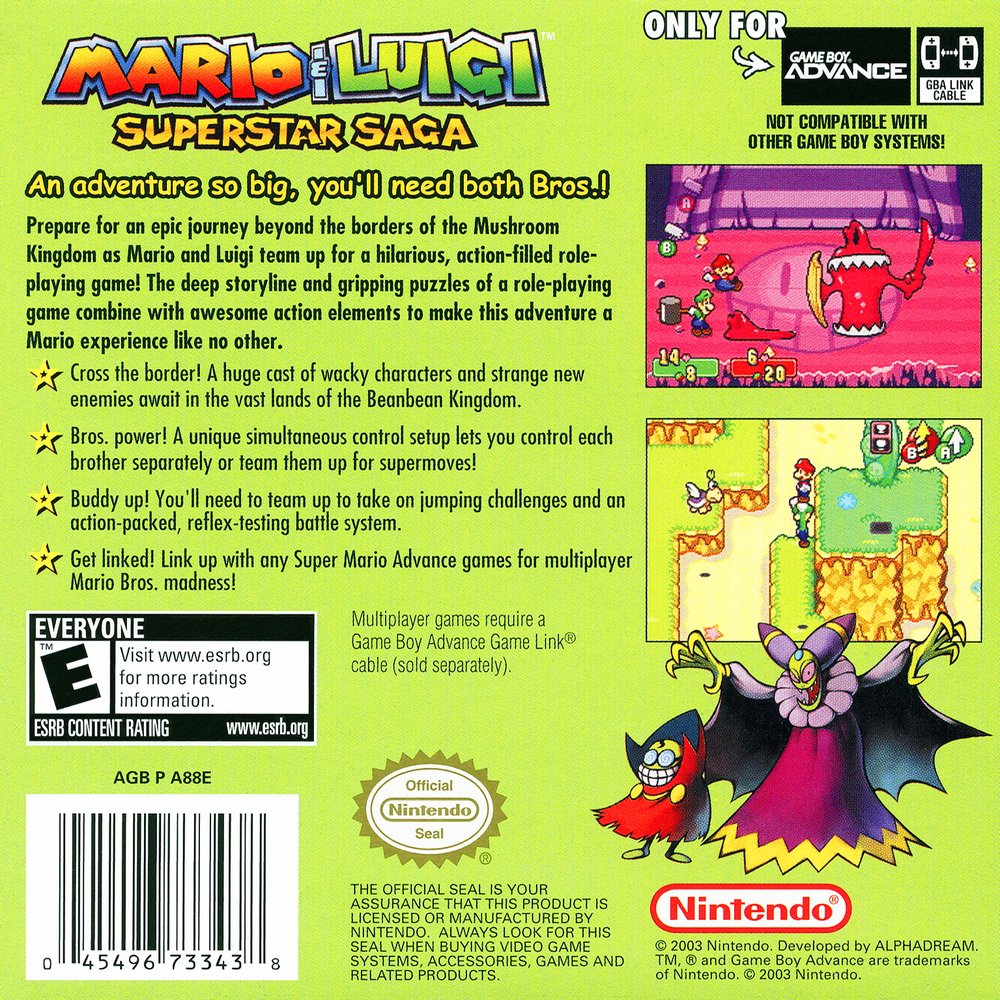 MARIO & LUIGI™
SUPERSTAR SAGA
An adventure so big, you'll need both Bros.!
Prepare for an epic journey beyond the borders of the Mushroom
Kingdom as Mario and Luigi team up for a hilarious, action-filled role-
playing game! The deep storyline and gripping puzzles of a role-playing
game combine with awesome action elements to make this adventure a
Mario experience like no other.
Cross the border! A huge cast of wacky characters and strange new
enemies await in the vast lands of the Beanbean Kingdom.
Bros. power! A unique simultaneous control setup lets you control each
brother separately or team them up for supermoves!
Buddy up! You'll need to team up to take on jumping challenges and an
action-packed, reflex-testing battle system.
Get linked! Link up with any Super Mario Advance games for multiplayer
Mario Bros. madness!
Multiplayer games require a
Game Boy Advance Game Link®
cable (sold separately).
EVERYONE
™
E
Visit www.esrb.org
for more ratings
information.
ESRB CONTENT RATING www.esrb.org
AGB P A88E
0 45496 73343 8
Official
Nintendo
Seal
®
THE OFFICIAL SEAL IS YOUR
ASSURANCE THAT THIS PRODUCT IS
LICENSED OR MANUFACTURED BY
NINTENDO. ALWAYS LOOK FOR THIS
SEAL WHEN BUYING VIDEO GAME
SYSTEMS, ACCESSORIES, GAMES AND
RELATED PRODUCTS.
ONLY FOR
GAME BOY®
ADVANCE
GBA LINK
CABLE
NOT COMPATIBLE WITH
OTHER GAME BOY SYSTEMS!
A
B
14 6
8 20
B A
Nintendo®
© 2003 Nintendo. Developed by ALPHADREAM.
TM, ® and Game Boy Advance are trademarks
of Nintendo. © 2003 Nintendo.